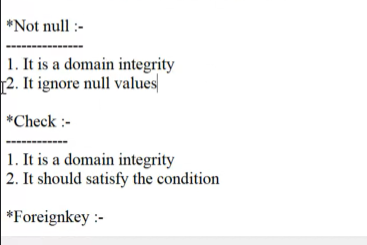 *Not null :-
---------------
1. It is a domain integrity
2. It ignore null values
*Check :-
------------
1. It is a domain integrity
2. It should satisfy the condition
*Foreignkey :-